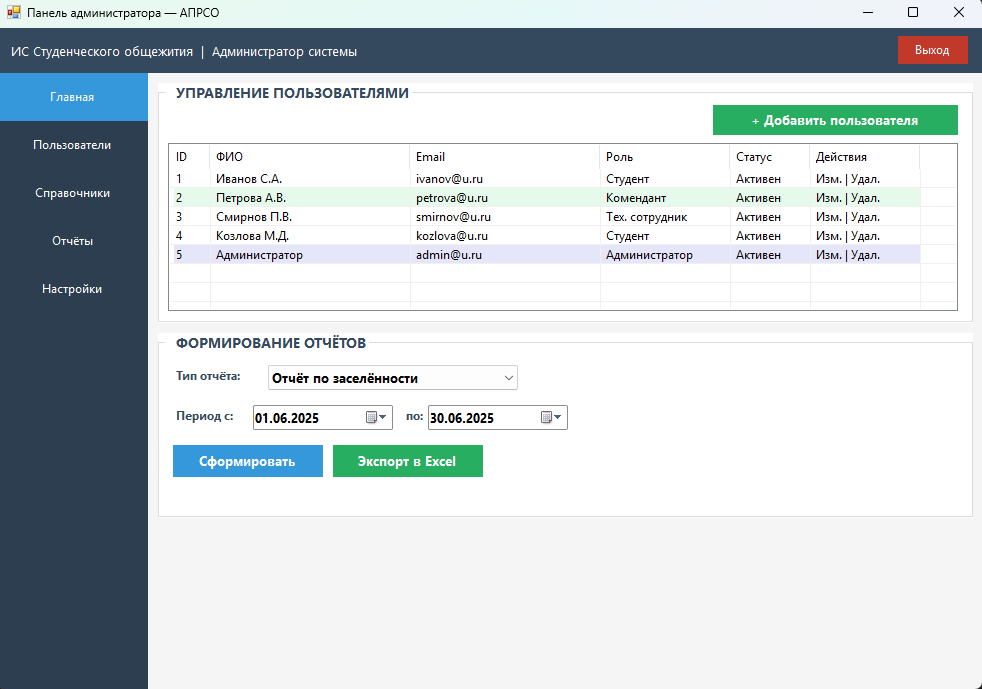 Панель администратора — АПРСО
ИС Студенческого общежития | Администратор системы
Выход
Главная
Пользователи
Справочники
Отчёты
Настройки
УПРАВЛЕНИЕ ПОЛЬЗОВАТЕЛЯМИ
+ Добавить пользователя
ID ФИО Email Роль Статус Действия
1 Иванов С.А. ivanov@u.ru Студент Активен Изм. | Удал.
2 Петрова А.В. petrova@u.ru Комендант Активен Изм. | Удал.
3 Смирнов П.В. smirnov@u.ru Тех. сотрудник Активен Изм. | Удал.
4 Козлова М.Д. kozlova@u.ru Студент Активен Изм. | Удал.
5 Администратор admin@u.ru Администратор Активен Изм. | Удал.
ФОРМИРОВАНИЕ ОТЧЁТОВ
Тип отчёта: Отчёт по заселённости
Период с: 01.06.2025 по: 30.06.2025
Сформировать Экспорт в Excel